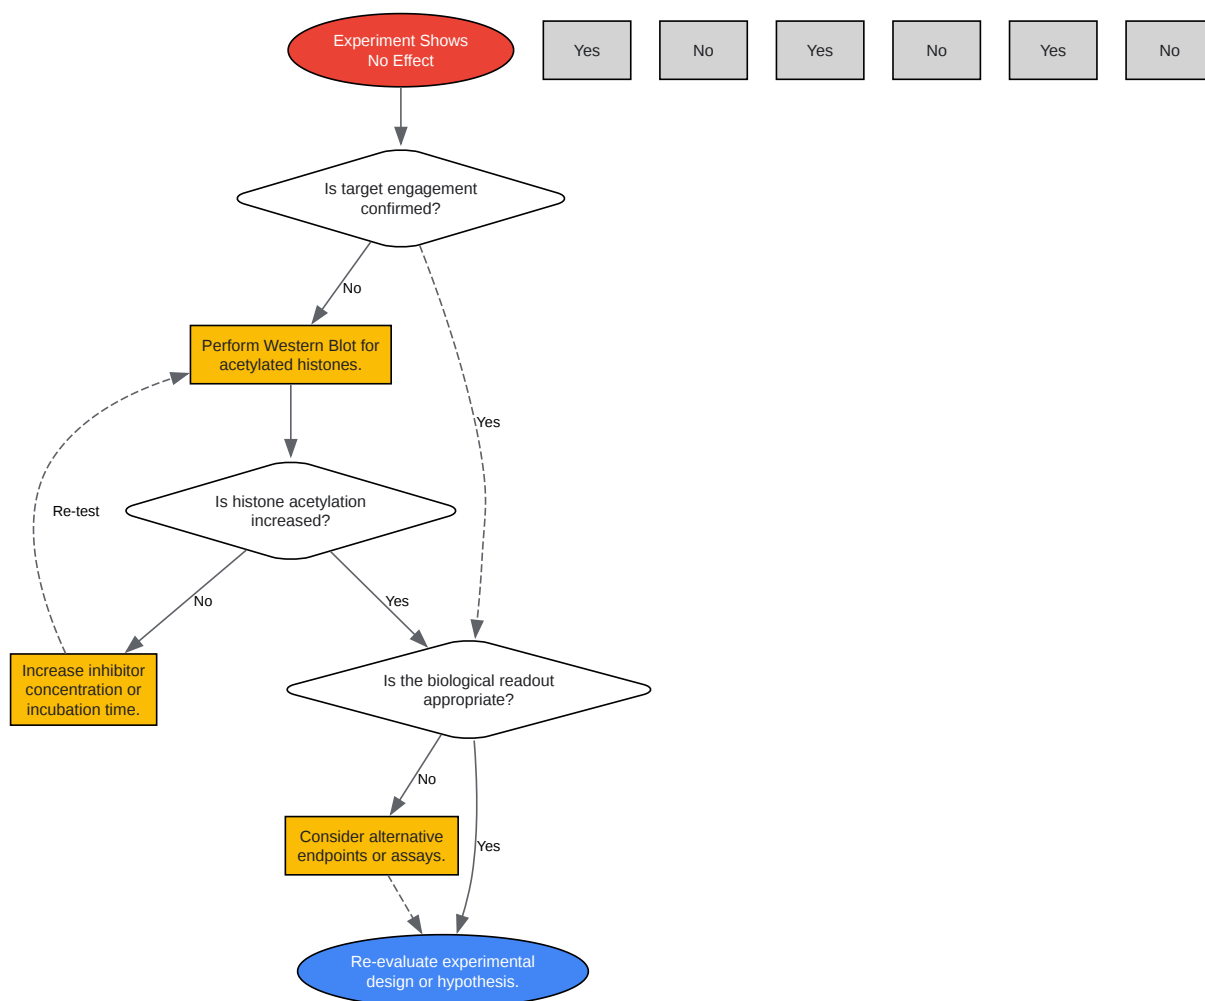 Experiment Shows
No Effect
Yes
No
Yes
No
Yes
No
Is target engagement
confirmed?
No
Perform Western Blot for
acetylated histones.
Yes
Is histone acetylation
increased?
Re-test
No
Yes
Increase inhibitor
concentration or
incubation time.
Is the biological readout
appropriate?
No
Consider alternative
endpoints or assays.
Yes
Re-evaluate experimental
design or hypothesis.